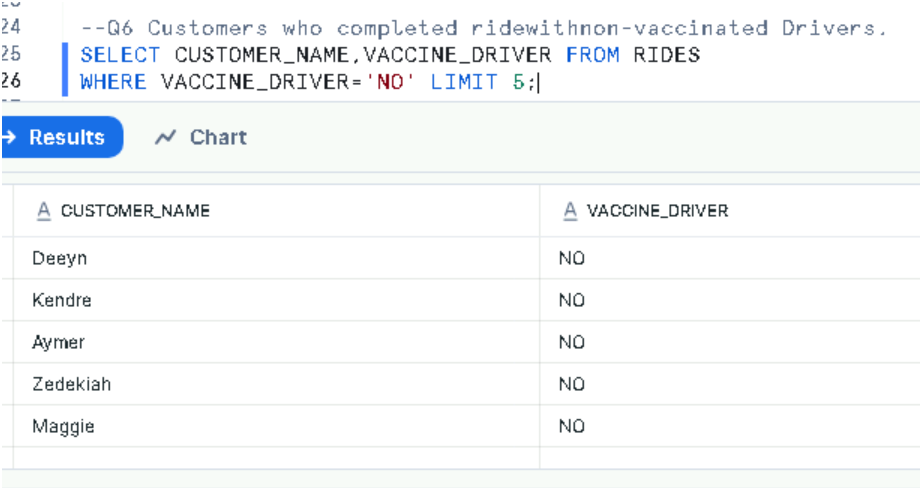 24 --Q6 Customers who completed ridewithnon-vaccinated Drivers.
25 SELECT CUSTOMER_NAME,VACCINE_DRIVER FROM RIDES
26 WHERE VACCINE_DRIVER='NO' LIMIT 5;
Results Chart
A CUSTOMER_NAME A VACCINE_DRIVER
Deeyn NO
Kendre NO
Aymer NO
Zedekiah NO
Maggie NO